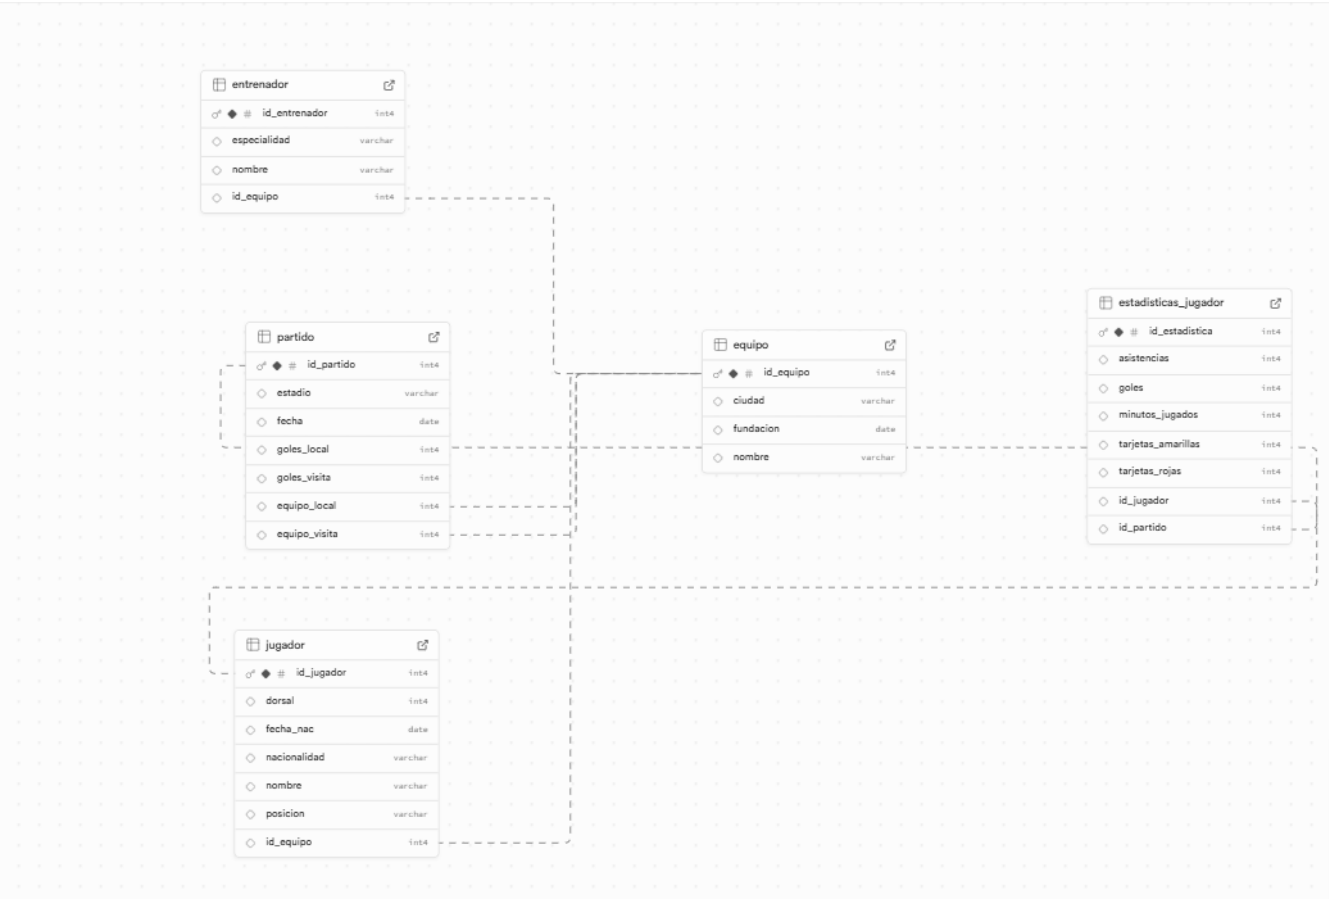 entrenador
# id_entrenador int4
especialidad varchar
nombre varchar
id_equipo int4
partido
# id_partido int4
estadio varchar
fecha date
goles_local int4
goles_visita int4
equipo_local int4
equipo_visita int4
equipo
# id_equipo int4
ciudad varchar
fundacion date
nombre varchar
estadisticas_jugador
# id_estadistica int4
asistencias int4
goles int4
minutos_jugados int4
tarjetas_amarillas int4
tarjetas_rojas int4
id_jugador int4
id_partido int4
jugador
# id_jugador int4
dorsal int4
fecha_nac date
nacionalidad varchar
nombre varchar
posicion varchar
id_equipo int4